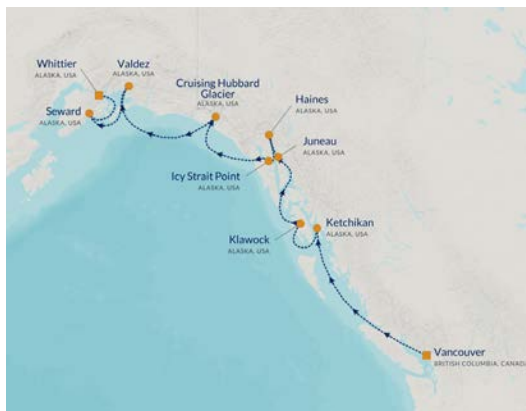 Whittier
ALASKA, USA
Valdez
ALASKA, USA
Cruising Hubbard
Glacier
ALASKA, USA
Seward
ALASKA, USA
Haines
ALASKA, USA
Juneau
ALASKA, USA
Icy Strait Point
ALASKA, USA
Klawock
ALASKA, USA
Ketchikan
ALASKA, USA
Vancouver
BRITISH COLUMBIA, CANADA